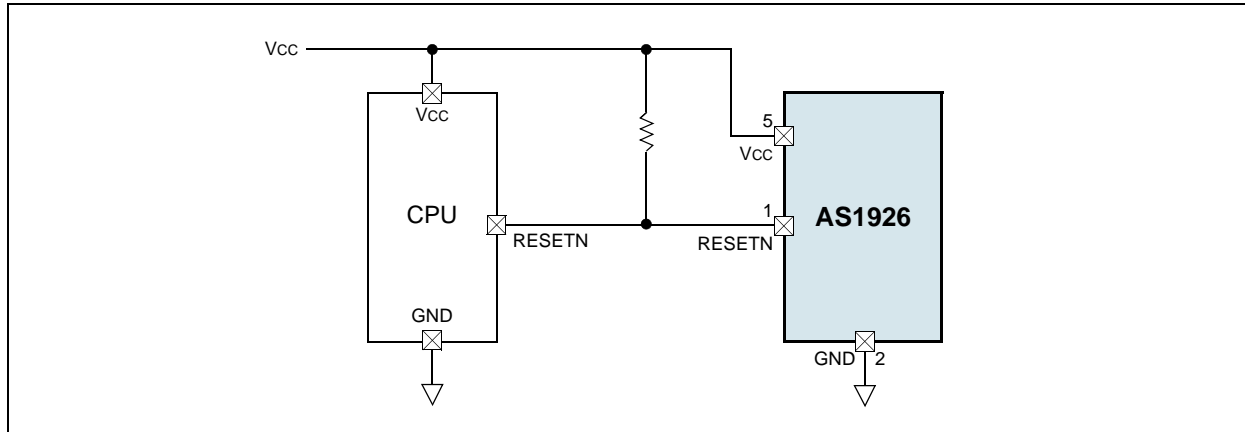 VCC
VCC
5
VCC
CPU
1
AS1926
RESETN
RESETN
GND
GND
2